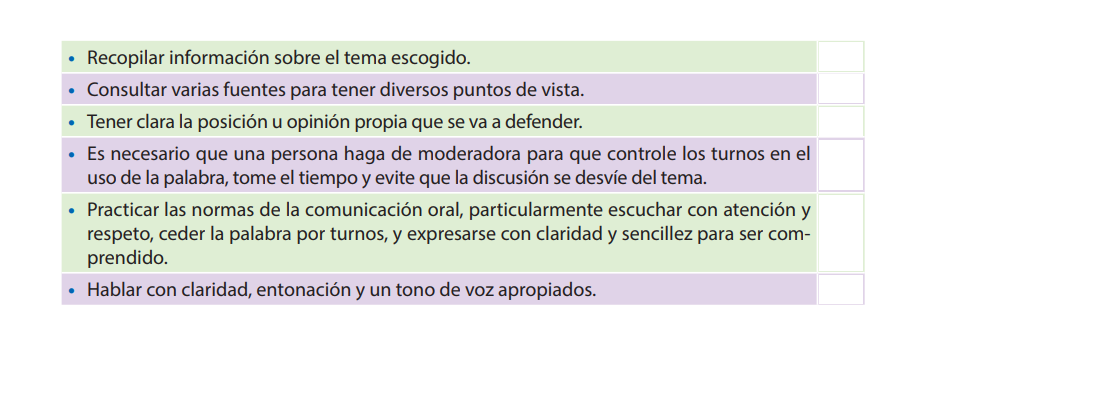 • Recopilar información sobre el tema escogido.
• Consultar varias fuentes para tener diversos puntos de vista.
• Tener clara la posición u opinión propia que se va a defender.
• Es necesario que una persona haga de moderadora para que controle los turnos en el
uso de la palabra, tome el tiempo y evite que la discusión se desvíe del tema.
• Practicar las normas de la comunicación oral, particularmente escuchar con atención y
respeto, ceder la palabra por turnos, y expresarse con claridad y sencillez para ser com-
prendido.
• Hablar con claridad, entonación y un tono de voz apropiados.